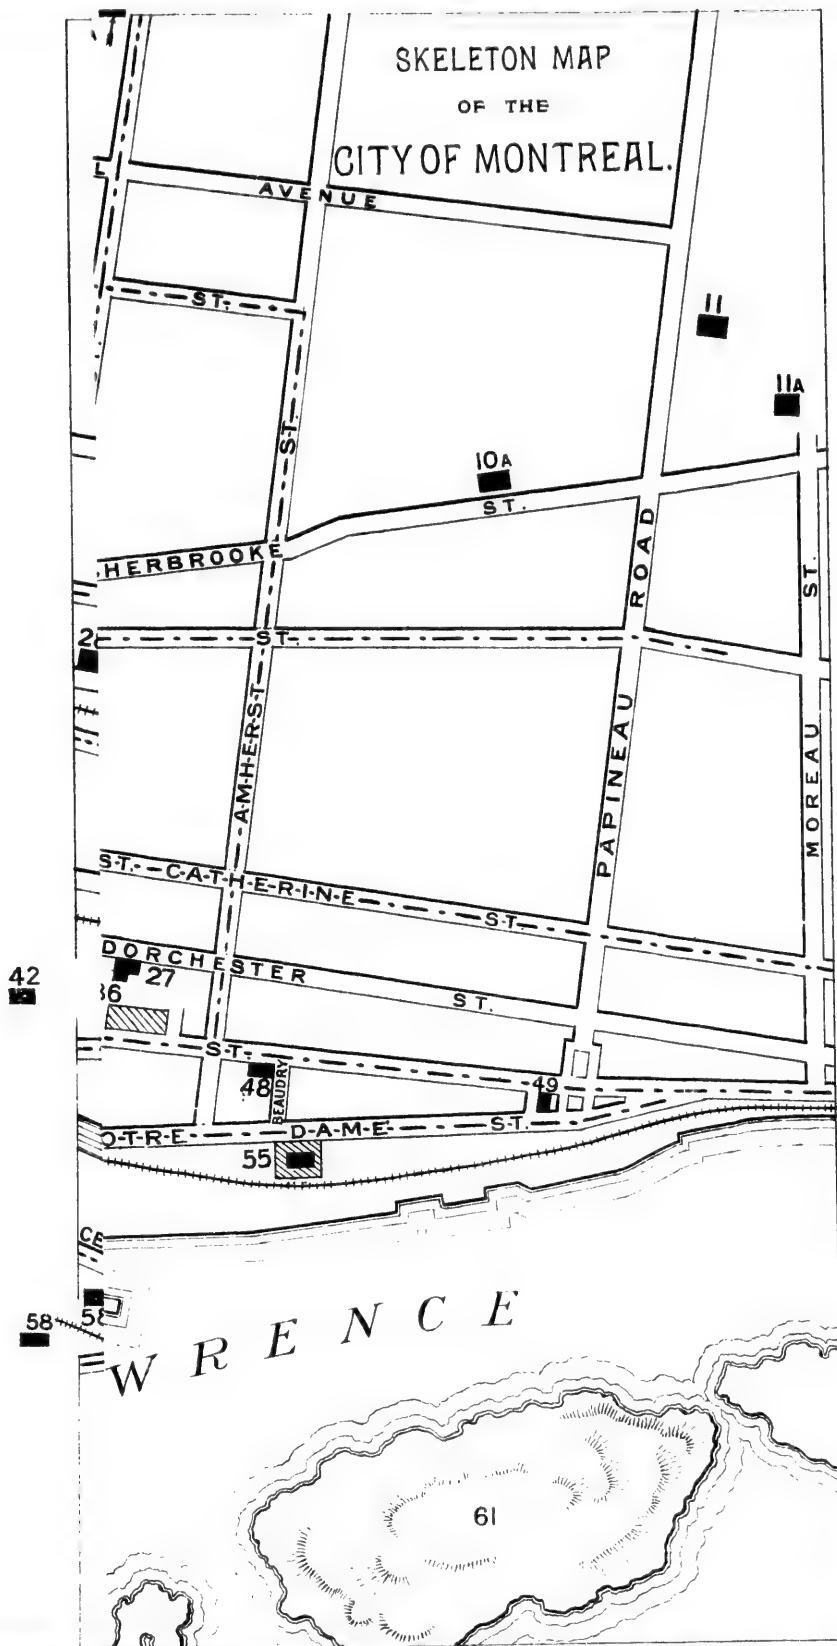 SKELETON MAP
OF THE
CITY OF MONTREAL.
AVENUE
ST.
11
11A
ST.
10A
ST.
HERBROOKE
ROAD
ST.
ST.
AMHERST
PAPINEAU
MOREAU
ST. CATHERINE
ST.
DORCHESTER
27
42
ST.
ST.
48
BEAUDRY
49
OTRE DAME ST.
55
CE
58
WRENCE
61